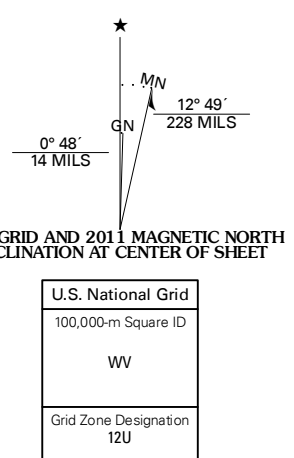 ★
MN
GN
12° 49´
228 MILS
0° 48´
14 MILS
GRID AND 2011 MAGNETIC NORTH
CLINATION AT CENTER OF SHEET
U.S. National Grid
100,000-m Square ID
WV
Grid Zone Designation
12U